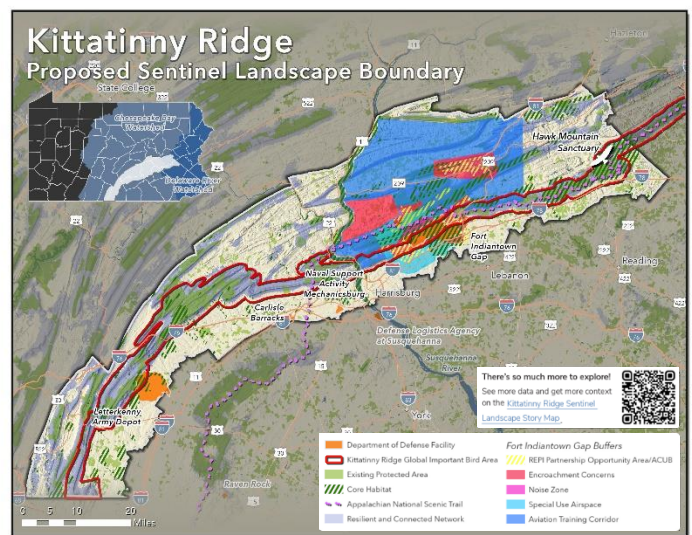 Kittatinny Ridge
Proposed Sentinel Landscape Boundary
State College
Chesapeake Bay
Watershed
Delaware River
Watershed
Hawk Mountain
Sanctuary
Fort
Indiantown
Gap
Naval Support
Activity
Mechanicsburg
Carlisle
Barracks
Harrisburg
Lebanon
Reading
Defense Logistics Agency
at Susquehanna
Susquehanna
River
York
Letterkenny
Army Depot
Raven Rock
There's so much more to explore!
See more data and get more context
on the Kittatinny Ridge Sentinel
Landscape Story Map.
Department of Defense Facility
Kittatinny Ridge Global Important Bird Area
Existing Protected Area
Core Habitat
Appalachian National Scenic Trail
Resilient and Connected Network
Fort Indiantown Gap Buffers
REPI Partnership Opportunity Area/ACUB
Encroachment Concerns
Noise Zone
Special Use Airspace
Aviation Training Corridor
0 5 10 20
Miles